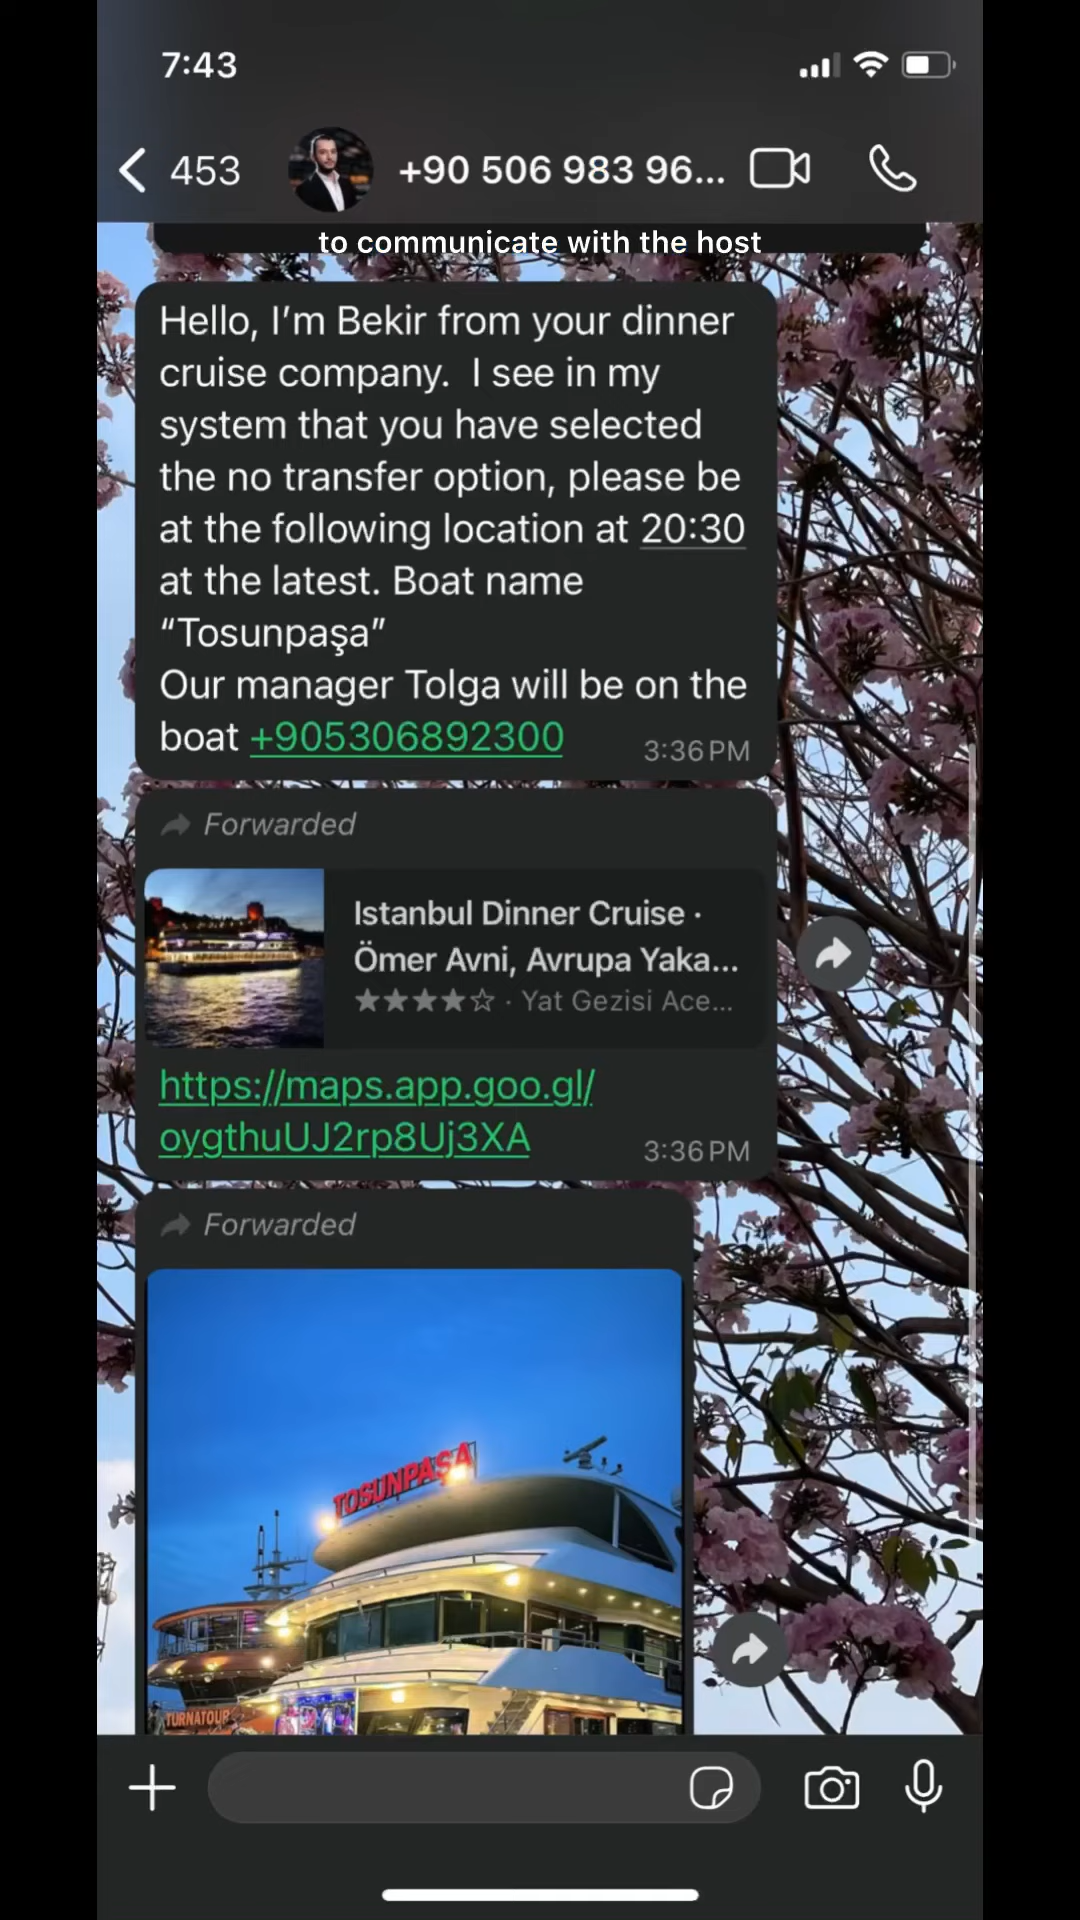 7:43
453
+90 506 983 96...
to communicate with the host
Hello, I'm Bekir from your dinner
cruise company.  I see in my
system that you have selected
the no transfer option, please be
at the following location at 20:30
at the latest. Boat name
“Tosunpaşa”
Our manager Tolga will be on the
boat +905306892300
3:36 PM
Forwarded
Istanbul Dinner Cruise ·
Ömer Avni, Avrupa Yaka...
★★★★☆ · Yat Gezisi Ace...
https://maps.app.goo.gl/
oygthuUJ2rp8Uj3XA
3:36 PM
Forwarded
TOSUNPAŞA
TURNATOUR